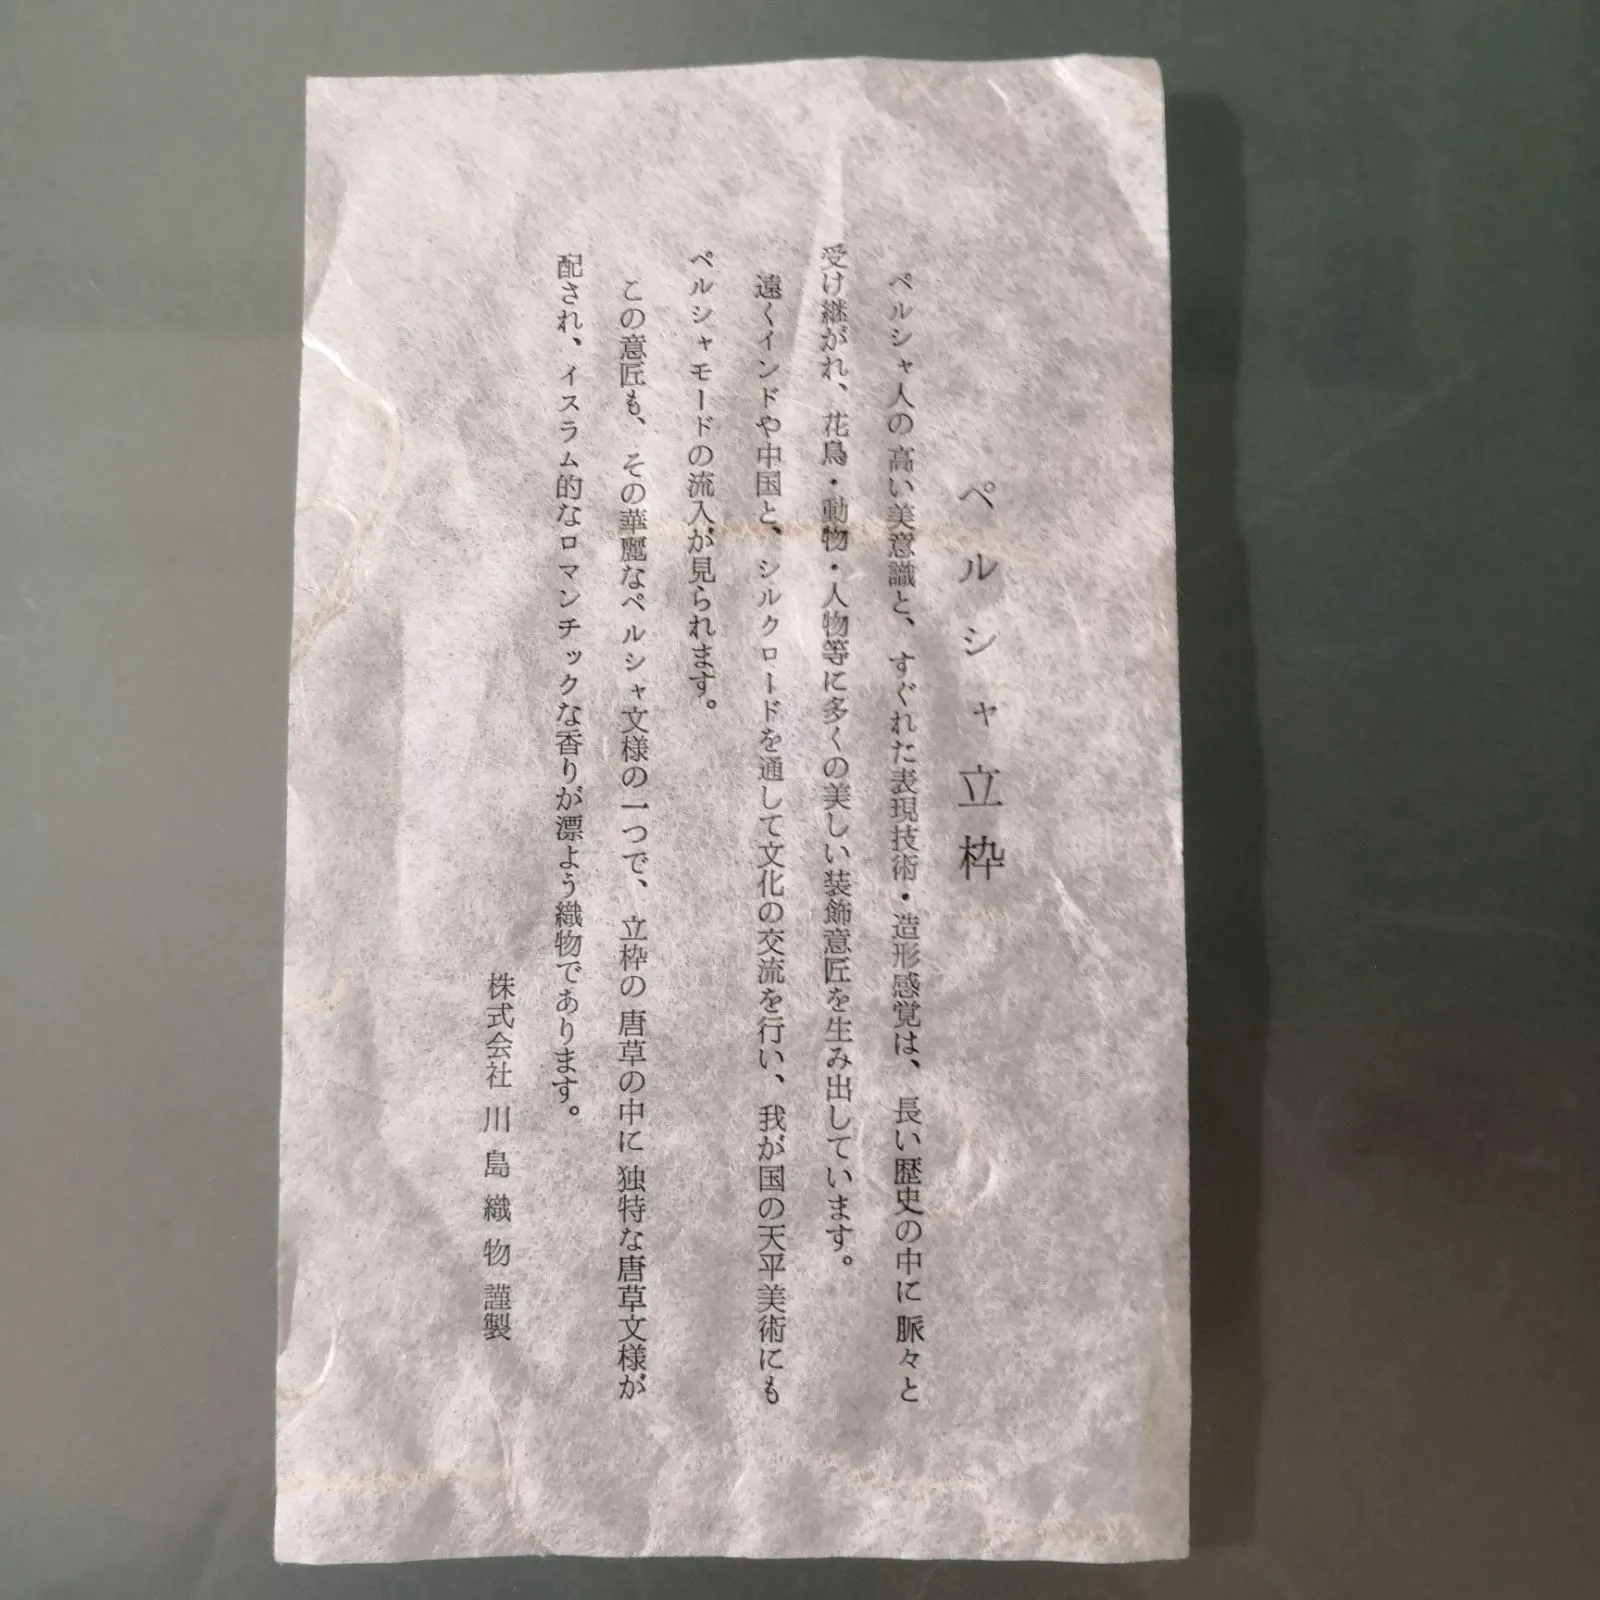 ペルシャ立枠
ペルシャ人の高い美意識と、すぐれた表現技術・造形感覚は、長い歴史の中に脈々と
受け継がれ、花鳥・動物・人物等に多くの美しい装飾意匠を生み出しています。
遠くインドや中国と、シルクロードを通して文化の交流を行い、我が国の天平美術にも
ペルシャモードの流入が見られます。
この意匠も、その華麗なペルシャ文様の一つで、立枠の唐草の中に独特な唐草文様が
配され、イスラム的なロマンチックな香りが漂よう織物であります。
株式会社 川島織物謹製